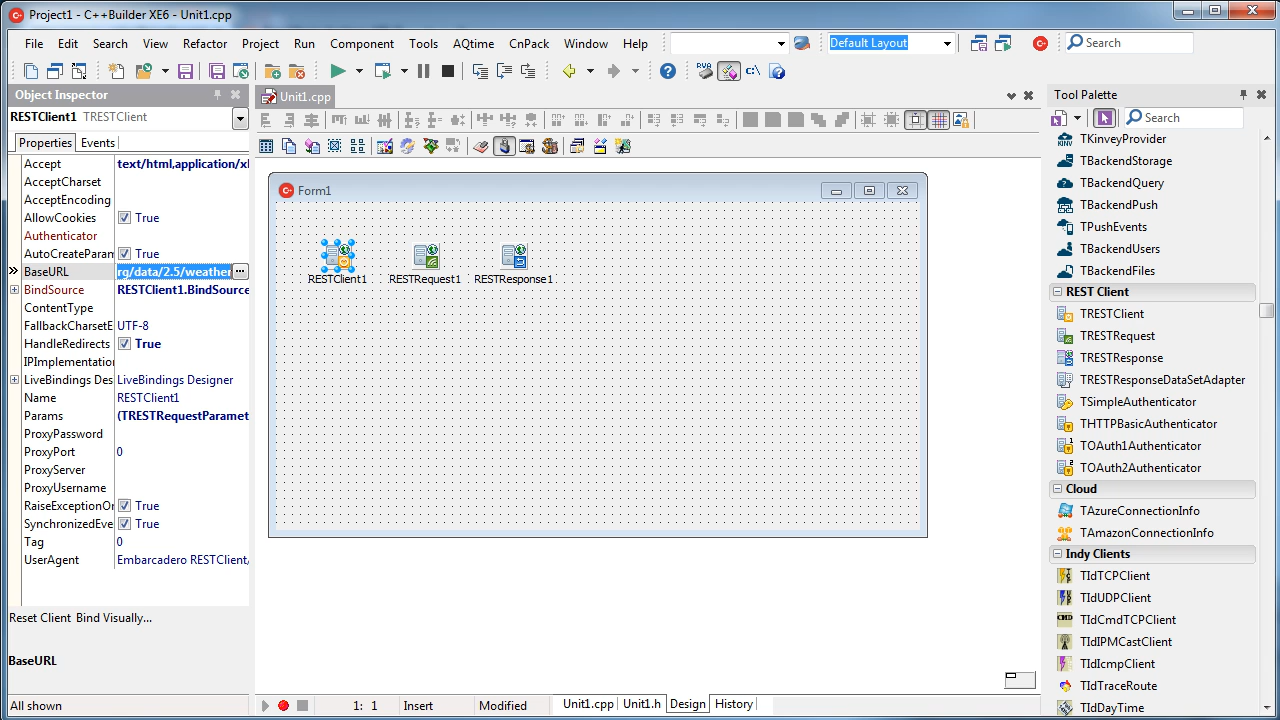 Project1 - C++Builder XE6 - Unit1.cpp
File Edit Search View Refactor Project Run Component Tools AQtime CnPack Window Help
Default Layout
Search
Object Inspector
RESTClient1 TRESTClient
Properties Events
Accept text/html,application/xl
AcceptCharset
AcceptEncoding
AllowCookies True
Authenticator
AutoCreateParam True
BaseURL rg/data/2.5/weather
BindSource RESTClient1.BindSource
ContentType
FallbackCharsetE UTF-8
HandleRedirects True
IPImplementation
LiveBindings Des LiveBindings Designer
Name RESTClient1
Params (TRESTRequestParamet
ProxyPassword
ProxyPort 0
ProxyServer
ProxyUsername
RaiseExceptionOn True
SynchronizedEve True
Tag 0
UserAgent Embarcadero RESTClient/
Reset Client Bind Visually...
BaseURL
All shown
Unit1.cpp
Form1
RESTClient1 RESTRequest1 RESTResponse1
1: 1 Insert Modified Unit1.cpp Unit1.h Design History
Tool Palette
Search
TKinveyProvider
TBackendStorage
TBackendQuery
TBackendPush
TPushEvents
TBackendUsers
TBackendFiles
REST Client
TRESTClient
TRESTRequest
TRESTResponse
TRESTResponseDataSetAdapter
TSimpleAuthenticator
THTTPBasicAuthenticator
TOAuth1Authenticator
TOAuth2Authenticator
Cloud
TAzureConnectionInfo
TAmazonConnectionInfo
Indy Clients
TIdTCPClient
TIdUDPClient
TIdCmdTCPClient
TIdIPMCastClient
TIdIcmpClient
TIdTraceRoute
TIdDayTime